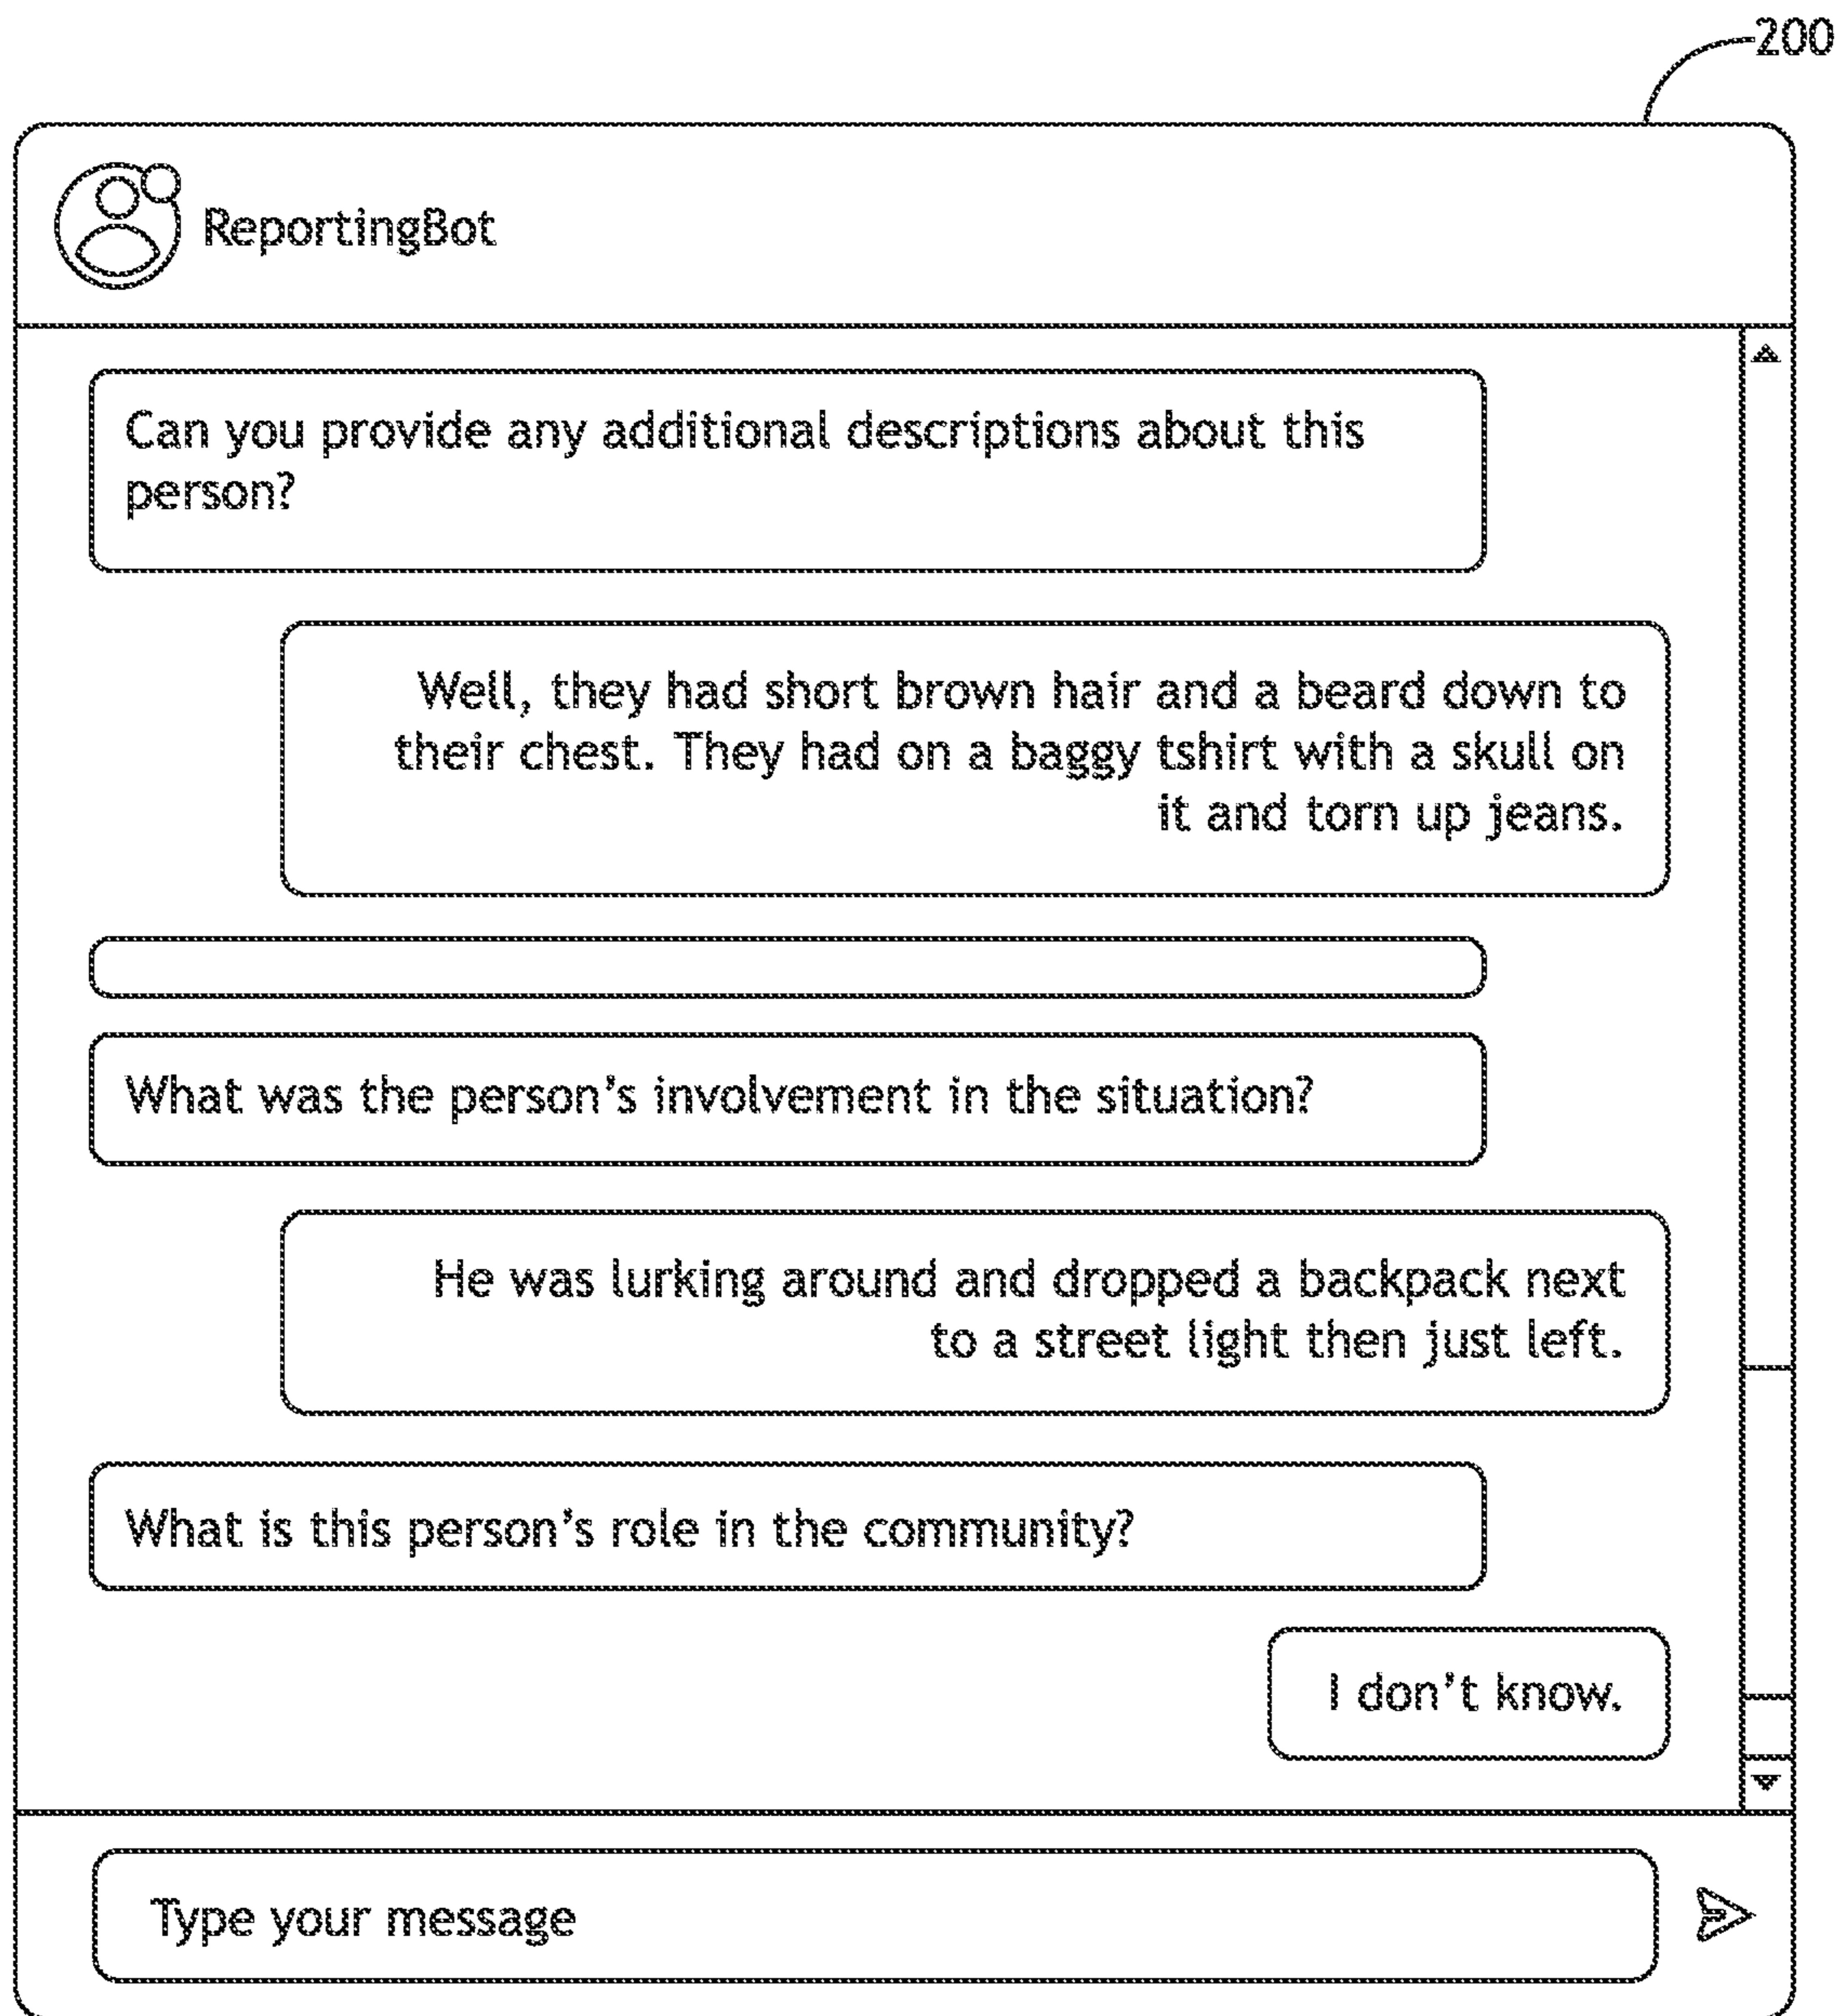 200
ReportingBot
Can you provide any additional descriptions about this
person?
Well, they had short brown hair and a beard down to
their chest. They had on a baggy tshirt with a skull on
it and torn up jeans.
What was the person's involvement in the situation?
He was lurking around and dropped a backpack next
to a street light then just left.
What is this person's role in the community?
I don't know.
Type your message